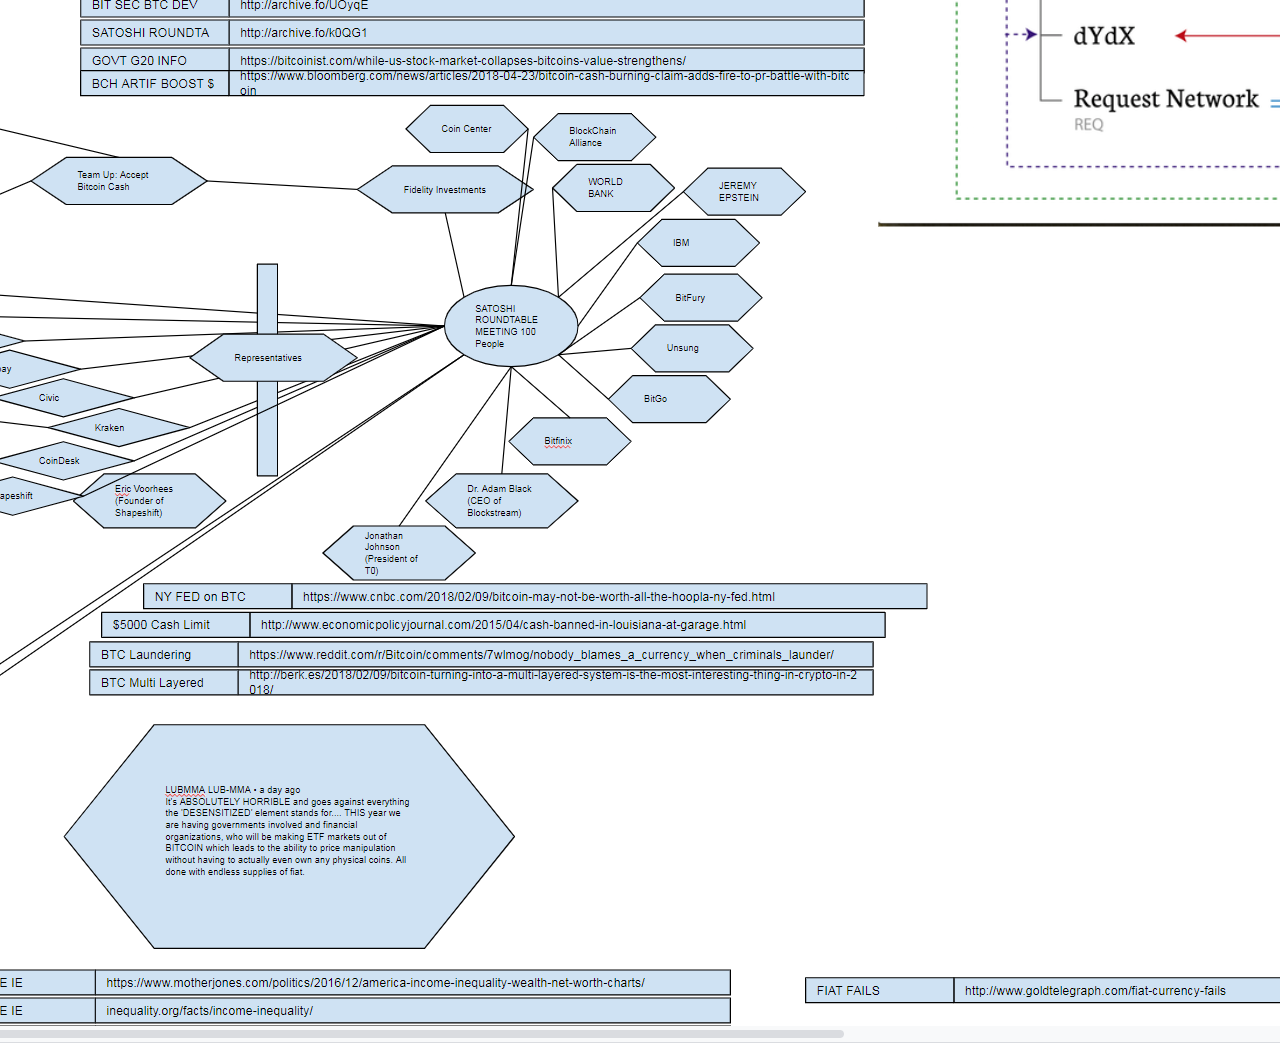 BIT SEC BTC DEV http://archive.fo/UOyqE
SATOSHI ROUNDTA http://archive.fo/k0QG1
GOVT G20 INFO https://bitcoinist.com/while-us-stock-market-collapses-bitcoins-value-strengthens/
BCH ARTIF BOOST $ https://www.bloomberg.com/news/articles/2018-04-23/bitcoin-cash-burning-claim-adds-fire-to-pr-battle-with-bitc
oin
dYdX
Request Network
REQ
Coin Center
BlockChain
Alliance
Team Up: Accept
Bitcoin Cash
Fidelity Investments
WORLD
BANK
JEREMY
EPSTEIN
IBM
BitFury
SATOSHI
ROUNDTABLE
MEETING 100
People
Representatives
Unsung
ay
Civic
BitGo
Kraken
Bitfinix
CoinDesk
apeshift
Eric Voorhees
(Founder of
Shapeshift)
Dr. Adam Black
(CEO of
Blockstream)
Jonathan
Johnson
(President of
T0)
NY FED on BTC https://www.cnbc.com/2018/02/09/bitcoin-may-not-be-worth-all-the-hoopla-ny-fed.html
$5000 Cash Limit http://www.economicpolicyjournal.com/2015/04/cash-banned-in-louisiana-at-garage.html
BTC Laundering https://www.reddit.com/r/Bitcoin/comments/7wlmog/nobody_blames_a_currency_when_criminals_launder/
BTC Multi Layered http://berk.es/2018/02/09/bitcoin-turning-into-a-multi-layered-system-is-the-most-interesting-thing-in-crypto-in-2
018/
LUBMMA LUB-MMA • a day ago
It's ABSOLUTELY HORRIBLE and goes against everything
the 'DESENSITIZED' element stands for.... THIS year we
are having governments involved and financial
organizations, who will be making ETF markets out of
BITCOIN which leads to the ability to price manipulation
without having to actually even own any physical coins. All
done with endless supplies of fiat.
E IE https://www.motherjones.com/politics/2016/12/america-income-inequality-wealth-net-worth-charts/
FIAT FAILS http://www.goldtelegraph.com/fiat-currency-fails
E IE inequality.org/facts/income-inequality/